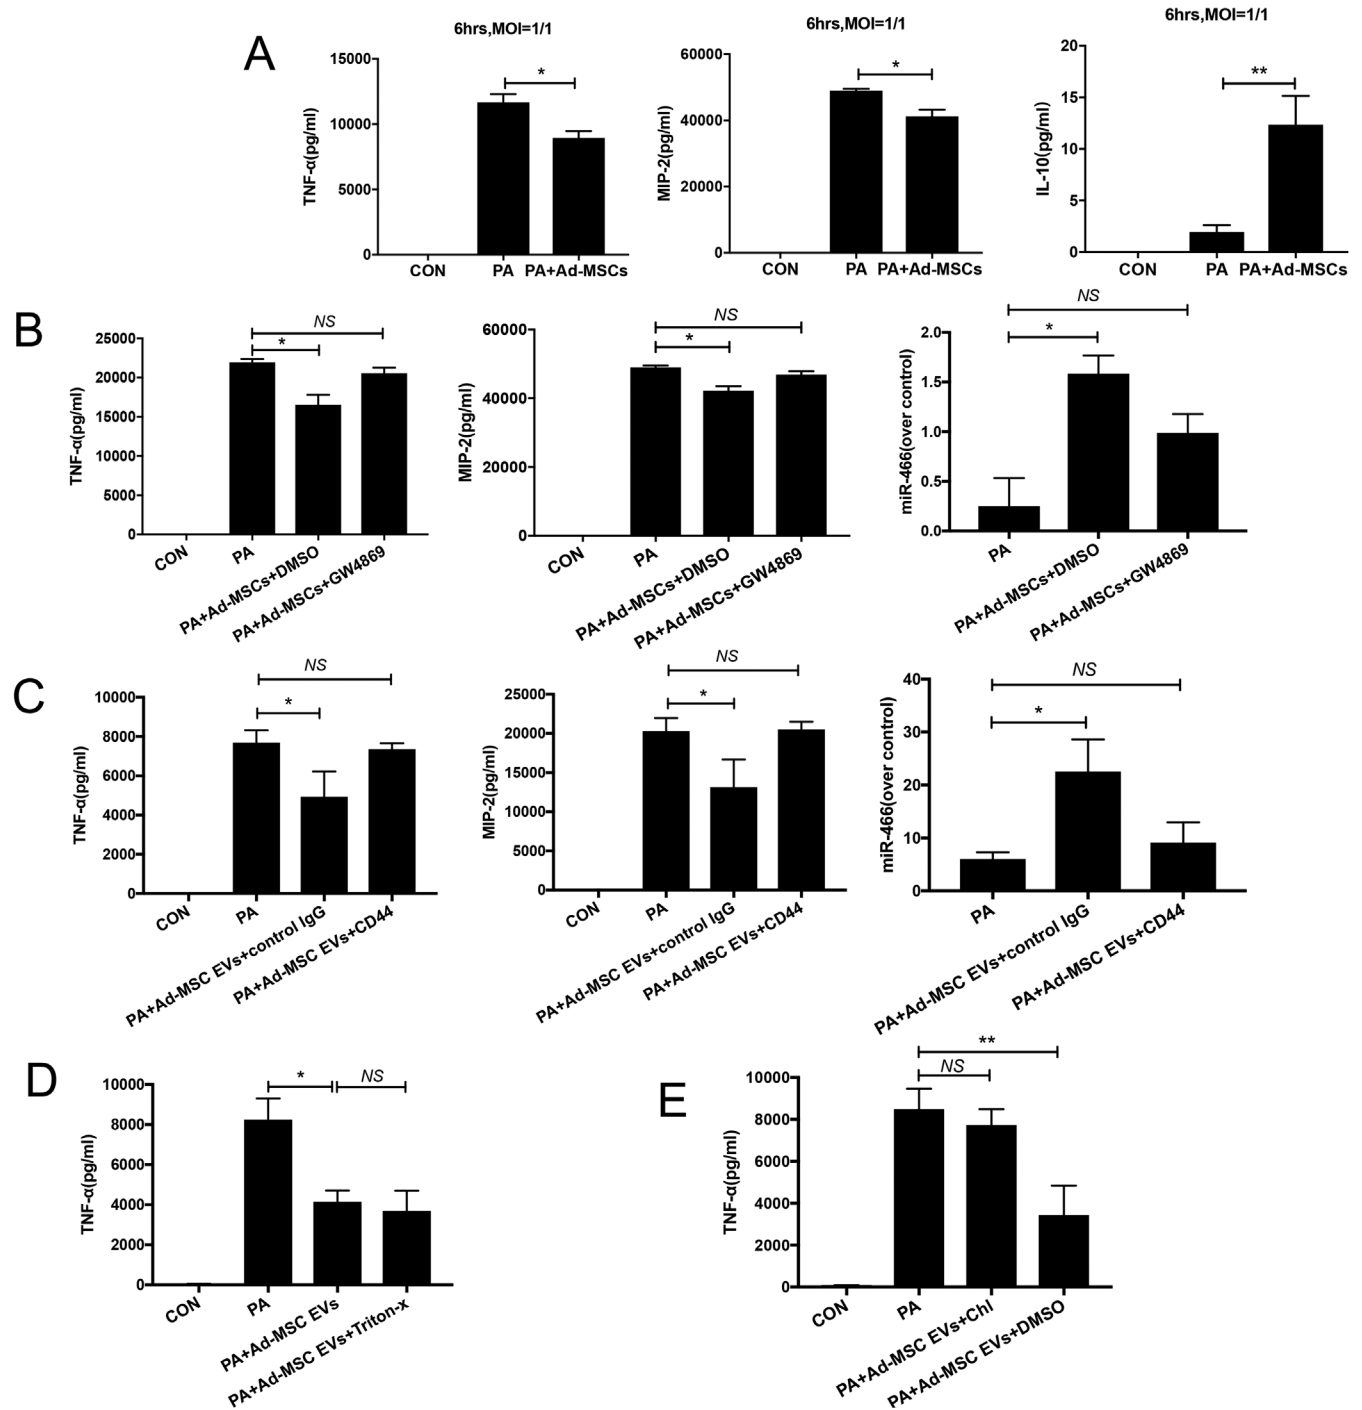 A
6hrs,MOI=1/1
TNF-α(pg/ml)
15000
10000
5000
0
*
CON
PA
PA+Ad-MSCs
6hrs,MOI=1/1
MIP-2(pg/ml)
60000
40000
20000
0
*
CON
PA
PA+Ad-MSCs
6hrs,MOI=1/1
IL-10(pg/ml)
20
15
10
5
0
**
CON
PA
PA+Ad-MSCs
B
TNF-α(pg/ml)
25000
20000
15000
10000
5000
0
NS
*
CON
PA
PA+Ad-MSCs+DMSO
PA+Ad-MSCs+GW4869
MIP-2(pg/ml)
60000
40000
20000
0
NS
*
CON
PA
PA+Ad-MSCs+DMSO
PA+Ad-MSCs+GW4869
miR-466(over control)
2.0
1.5
1.0
0.5
0.0
NS
*
PA
PA+Ad-MSCs+DMSO
PA+Ad-MSCs+GW4869
C
TNF-α(pg/ml)
10000
8000
6000
4000
2000
0
NS
*
CON
PA
PA+Ad-MSC EVs+control IgG
PA+Ad-MSC EVs+CD44
MIP-2(pg/ml)
25000
20000
15000
10000
5000
0
NS
*
CON
PA
PA+Ad-MSC EVs+control IgG
PA+Ad-MSC EVs+CD44
miR-466(over control)
40
30
20
10
0
NS
*
PA
PA+Ad-MSC EVs+control IgG
PA+Ad-MSC EVs+CD44
D
TNF-α(pg/ml)
10000
8000
6000
4000
2000
0
*
NS
CON
PA
PA+Ad-MSC EVs
PA+Ad-MSC EVs+Triton-x
E
TNF-α(pg/ml)
10000
8000
6000
4000
2000
0
**
NS
CON
PA
PA+Ad-MSC EVs+Chl
PA+Ad-MSC EVs+DMSO